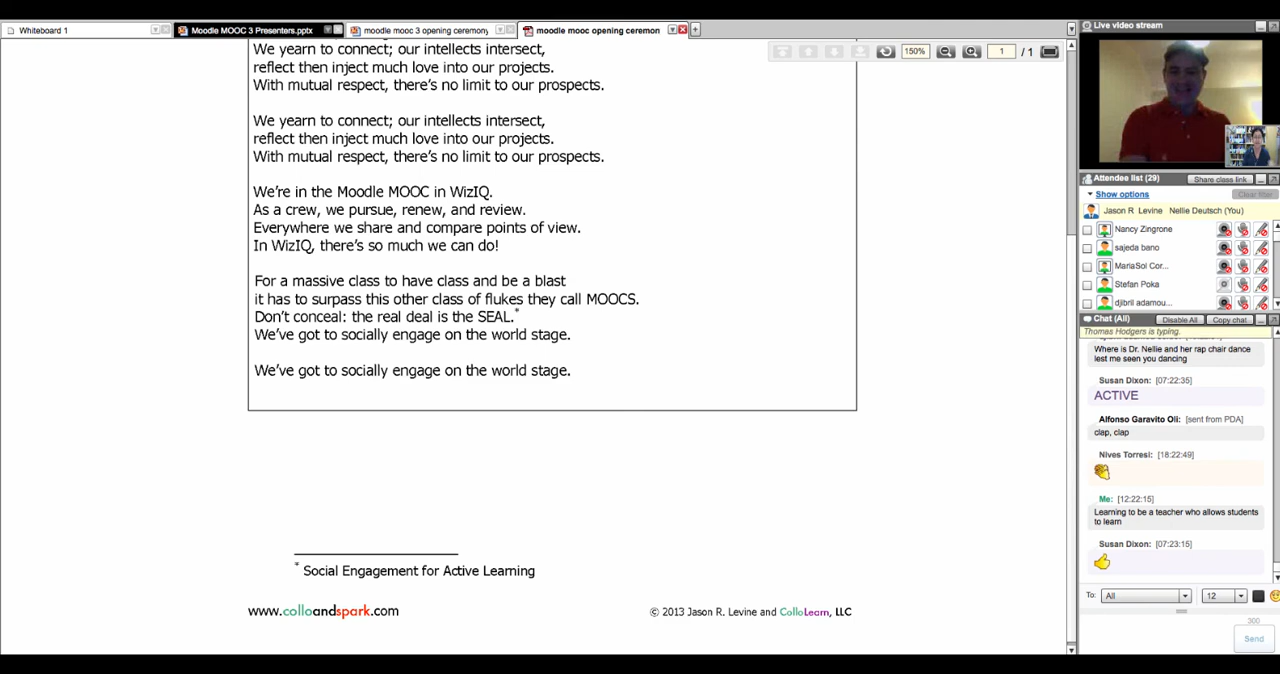 Whiteboard 1
Moodle MOOC 3 Presenters.pptx
moodle mooc 3 opening ceremony
moodle mooc opening ceremon
150%
1 / 1
We yearn to connect; our intellects intersect,
reflect then inject much love into our projects.
With mutual respect, there's no limit to our prospects.
We yearn to connect; our intellects intersect,
reflect then inject much love into our projects.
With mutual respect, there's no limit to our prospects.
We're in the Moodle MOOC in WizIQ.
As a crew, we pursue, renew, and review.
Everywhere we share and compare points of view.
In WizIQ, there's so much we can do!
For a massive class to have class and be a blast
it has to surpass this other class of flukes they call MOOCS.
Don't conceal: the real deal is the SEAL.*
We've got to socially engage on the world stage.
We've got to socially engage on the world stage.
* Social Engagement for Active Learning
www.colloandspark.com
© 2013 Jason R. Levine and ColloLearn, LLC
Live video stream
Attendee list (29)
Share class link
Clear filter
Show options
Jason R Levine Nellie Deutsch (You)
Nancy Zingrone
sajeda bano
MariaSol Cor...
Stefan Poka
djibril adamou...
Chat (All)
Disable All
Copy chat
Thomas Hodgers is typing.
Where is Dr. Nellie and her rap chair dance
lest me seen you dancing
Susan Dixon: [07:22:35]
ACTIVE
Alfonso Garavito Oli: [sent from PDA]
clap, clap
Nives Torresi: [18:22:49]
Me: [12:22:15]
Learning to be a teacher who allows students
to learn
Susan Dixon: [07:23:15]
To: All
12
300
Send